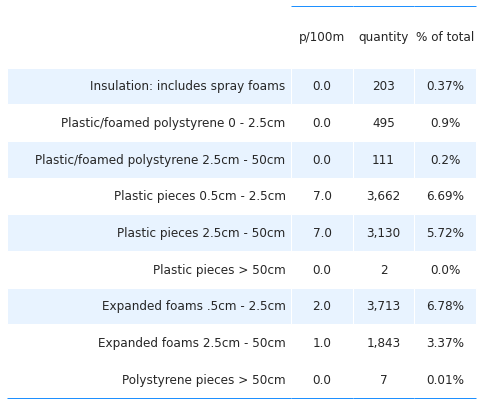 p/100m quantity % of total
Insulation: includes spray foams 0.0 203 0.37%
Plastic/foamed polystyrene 0 - 2.5cm 0.0 495 0.9%
Plastic/foamed polystyrene 2.5cm - 50cm 0.0 111 0.2%
Plastic pieces 0.5cm - 2.5cm 7.0 3,662 6.69%
Plastic pieces 2.5cm - 50cm 7.0 3,130 5.72%
Plastic pieces > 50cm 0.0 2 0.0%
Expanded foams .5cm - 2.5cm 2.0 3,713 6.78%
Expanded foams 2.5cm - 50cm 1.0 1,843 3.37%
Polystyrene pieces > 50cm 0.0 7 0.01%